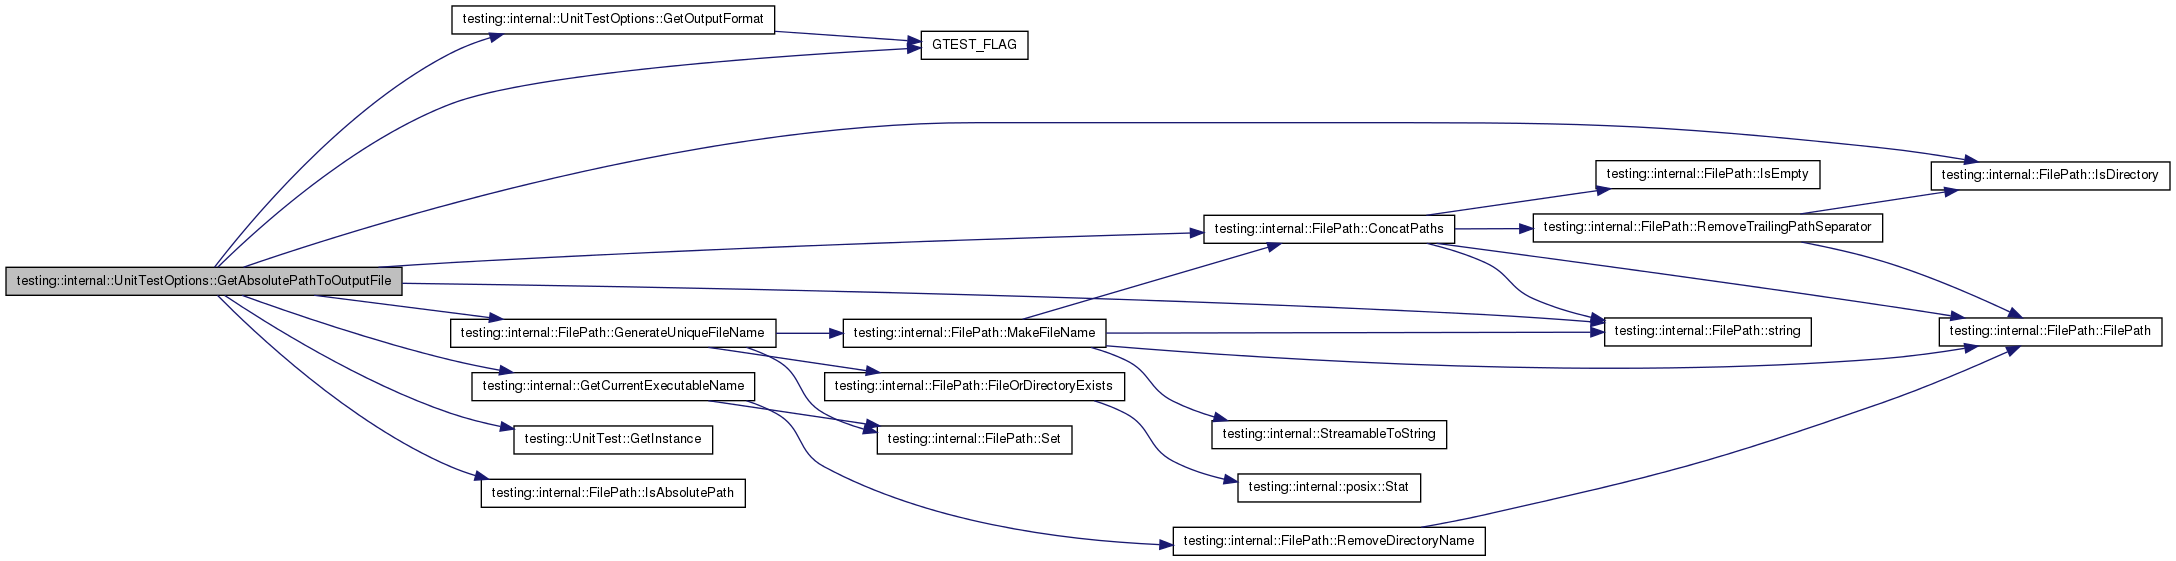 testing::internal::UnitTestOptions::GetOutputFormat
GTEST_FLAG
testing::internal::FilePath::IsEmpty
testing::internal::FilePath::IsDirectory
testing::internal::FilePath::ConcatPaths
testing::internal::FilePath::RemoveTrailingPathSeparator
testing::internal::UnitTestOptions::GetAbsolutePathToOutputFile
testing::internal::FilePath::GenerateUniqueFileName
testing::internal::FilePath::MakeFileName
testing::internal::FilePath::string
testing::internal::FilePath::FilePath
testing::internal::GetCurrentExecutableName
testing::internal::FilePath::FileOrDirectoryExists
testing::UnitTest::GetInstance
testing::internal::FilePath::Set
testing::internal::StreamableToString
testing::internal::FilePath::IsAbsolutePath
testing::internal::posix::Stat
testing::internal::FilePath::RemoveDirectoryName